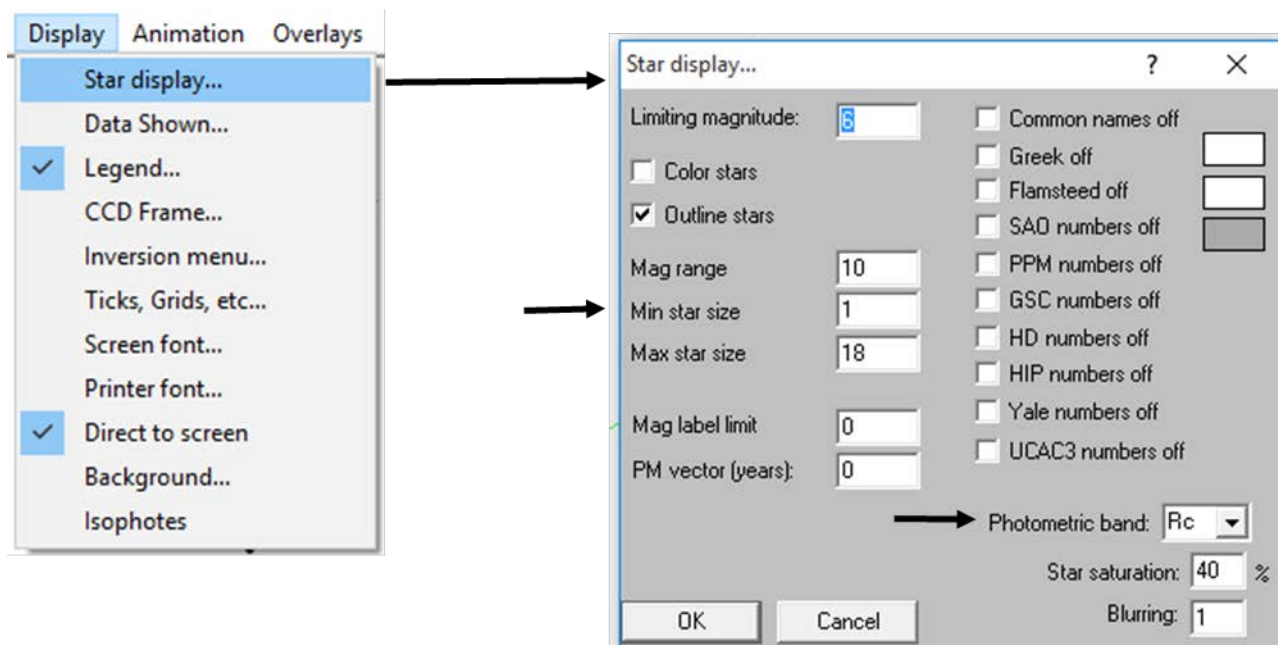 Display Animation Overlays
Star display...
Data Shown...
Legend...
CCD Frame...
Inversion menu...
Ticks, Grids, etc...
Screen font...
Printer font...
Direct to screen
Background...
Isophotes
Star display... ?
Limiting magnitude: 6
Color stars
Outline stars
Mag range 10
Min star size 1
Max star size 18
Mag label limit 0
PM vector (years): 0
Common names off
Greek off
Flamsteed off
SAO numbers off
PPM numbers off
GSC numbers off
HD numbers off
HIP numbers off
Yale numbers off
UCAC3 numbers off
Photometric band: Rc
Star saturation: 40 %
Blurring: 1
OK Cancel